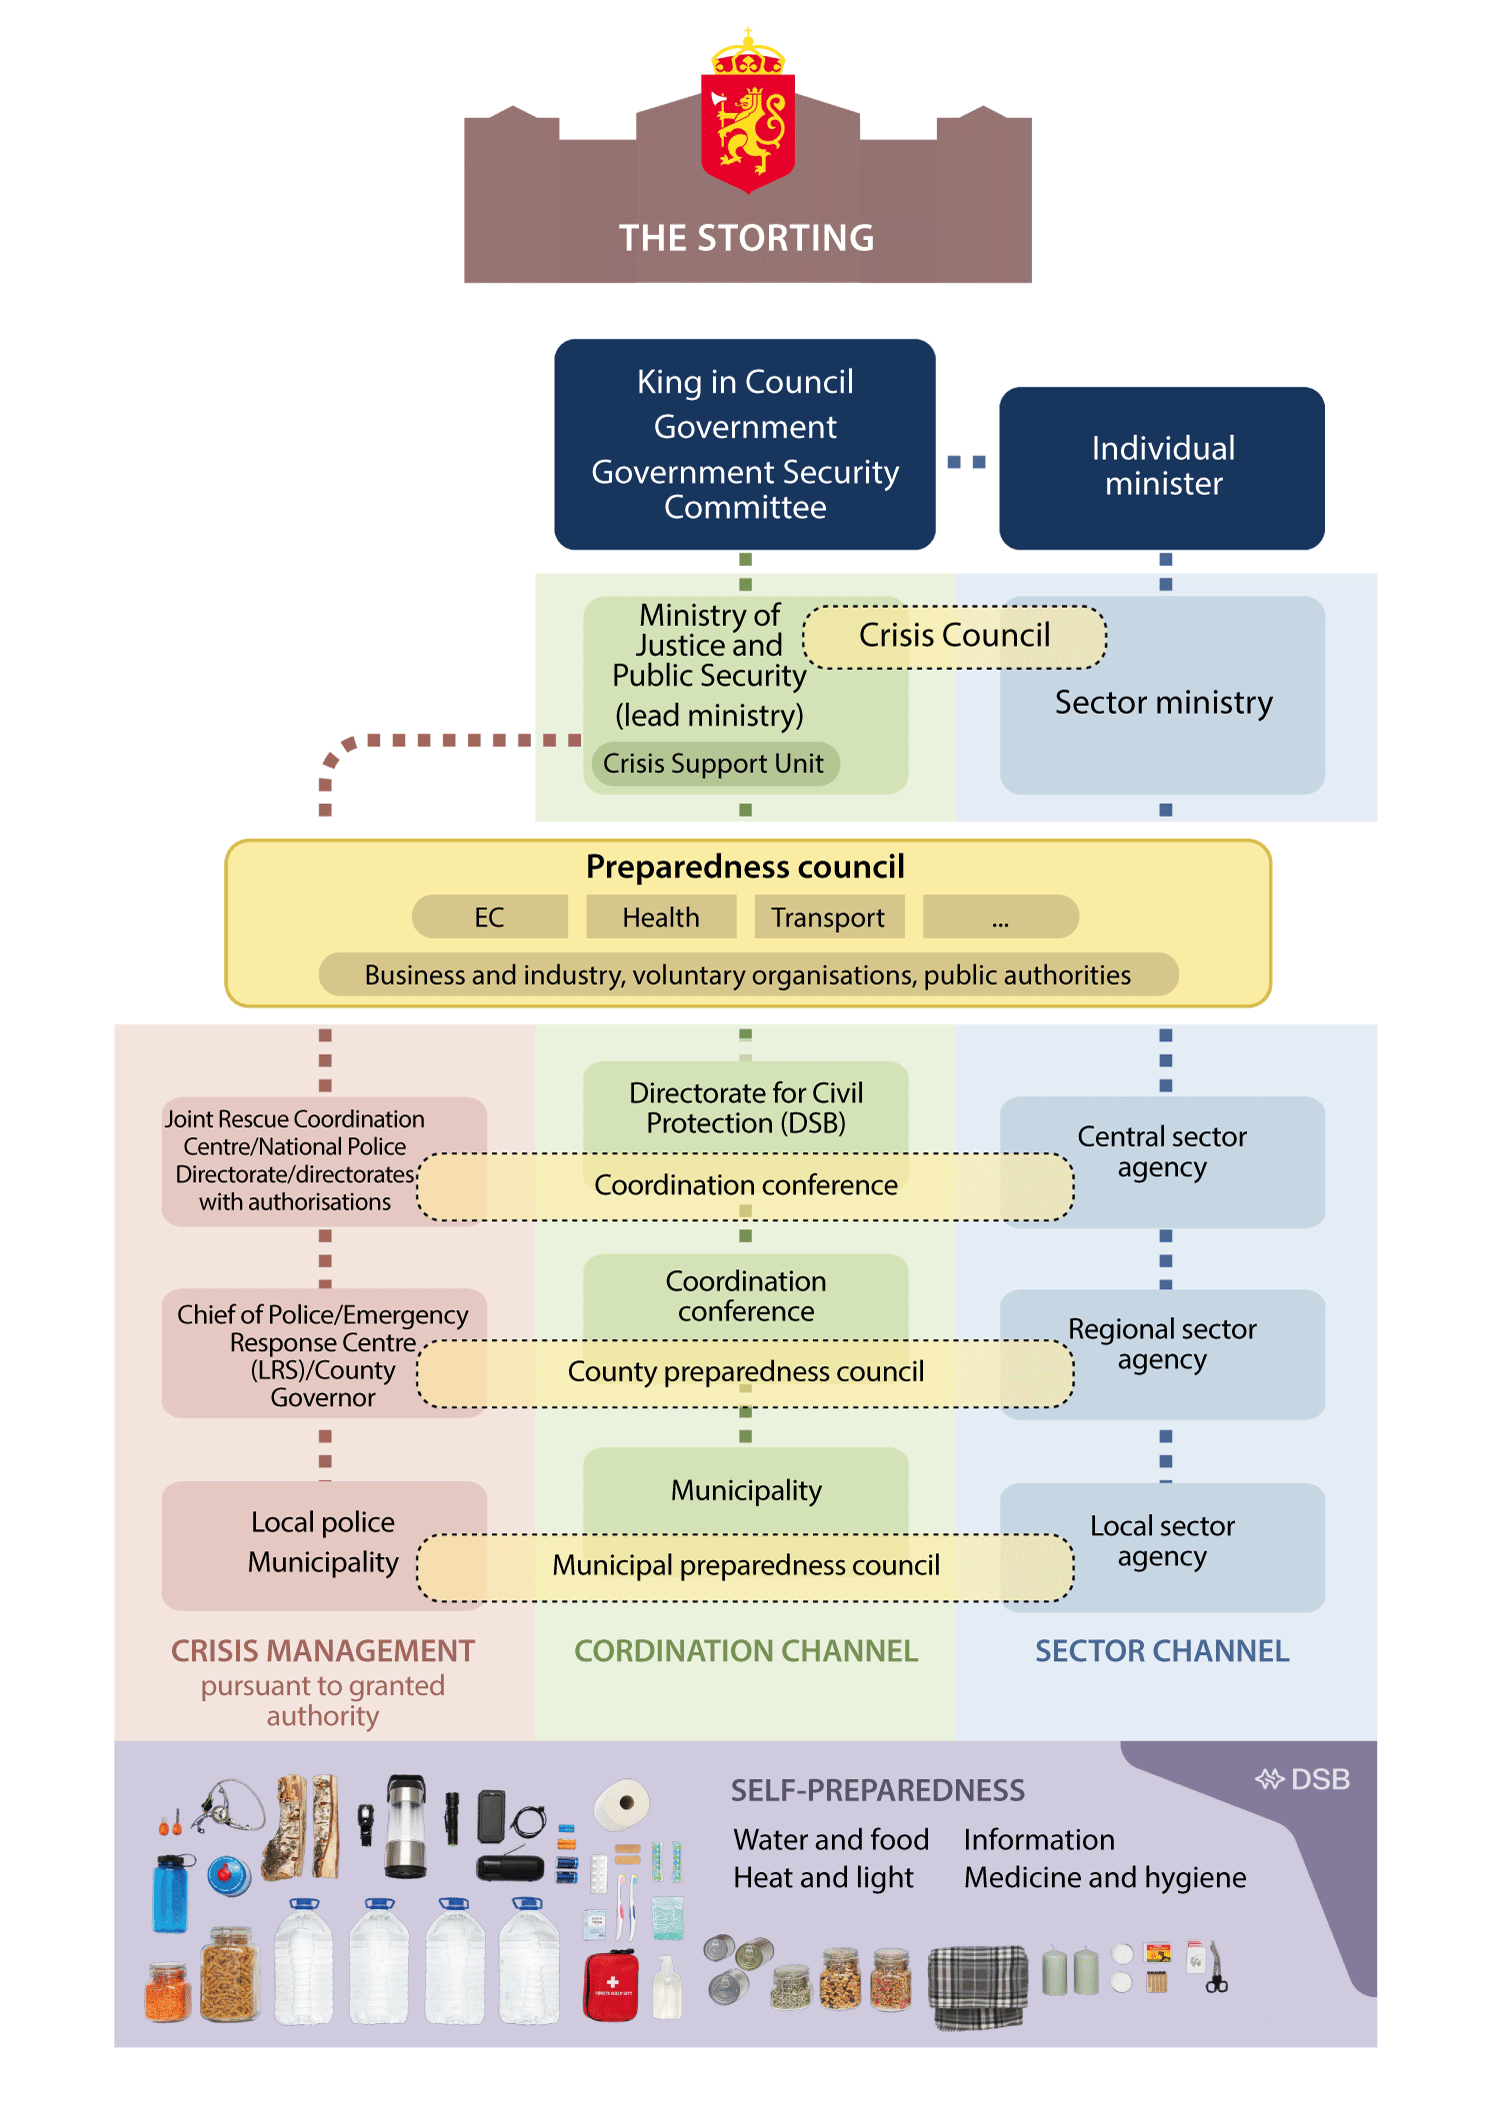 THE STORTING
King in Council
Government
Government Security
Committee
Individual
minister
Ministry of
Justice and
Public Security
(lead ministry)
Crisis Support Unit
Crisis Council
Sector ministry
Preparedness council
EC
Health
Transport
...
Business and industry, voluntary organisations, public authorities
Joint Rescue Coordination
Centre/National Police
Directorate/directorates
with authorisations
Directorate for Civil
Protection (DSB)
Central sector
agency
Coordination conference
Chief of Police/Emergency
Response Centre
(LRS)/County
Governor
Coordination
conference
Regional sector
agency
County preparedness council
Local police
Municipality
Municipality
Local sector
agency
Municipal preparedness council
CRISIS MANAGEMENT
pursuant to granted
authority
CORDINATION CHANNEL
SECTOR CHANNEL
DSB
SELF-PREPAREDNESS
Water and food
Information
Heat and light
Medicine and hygiene